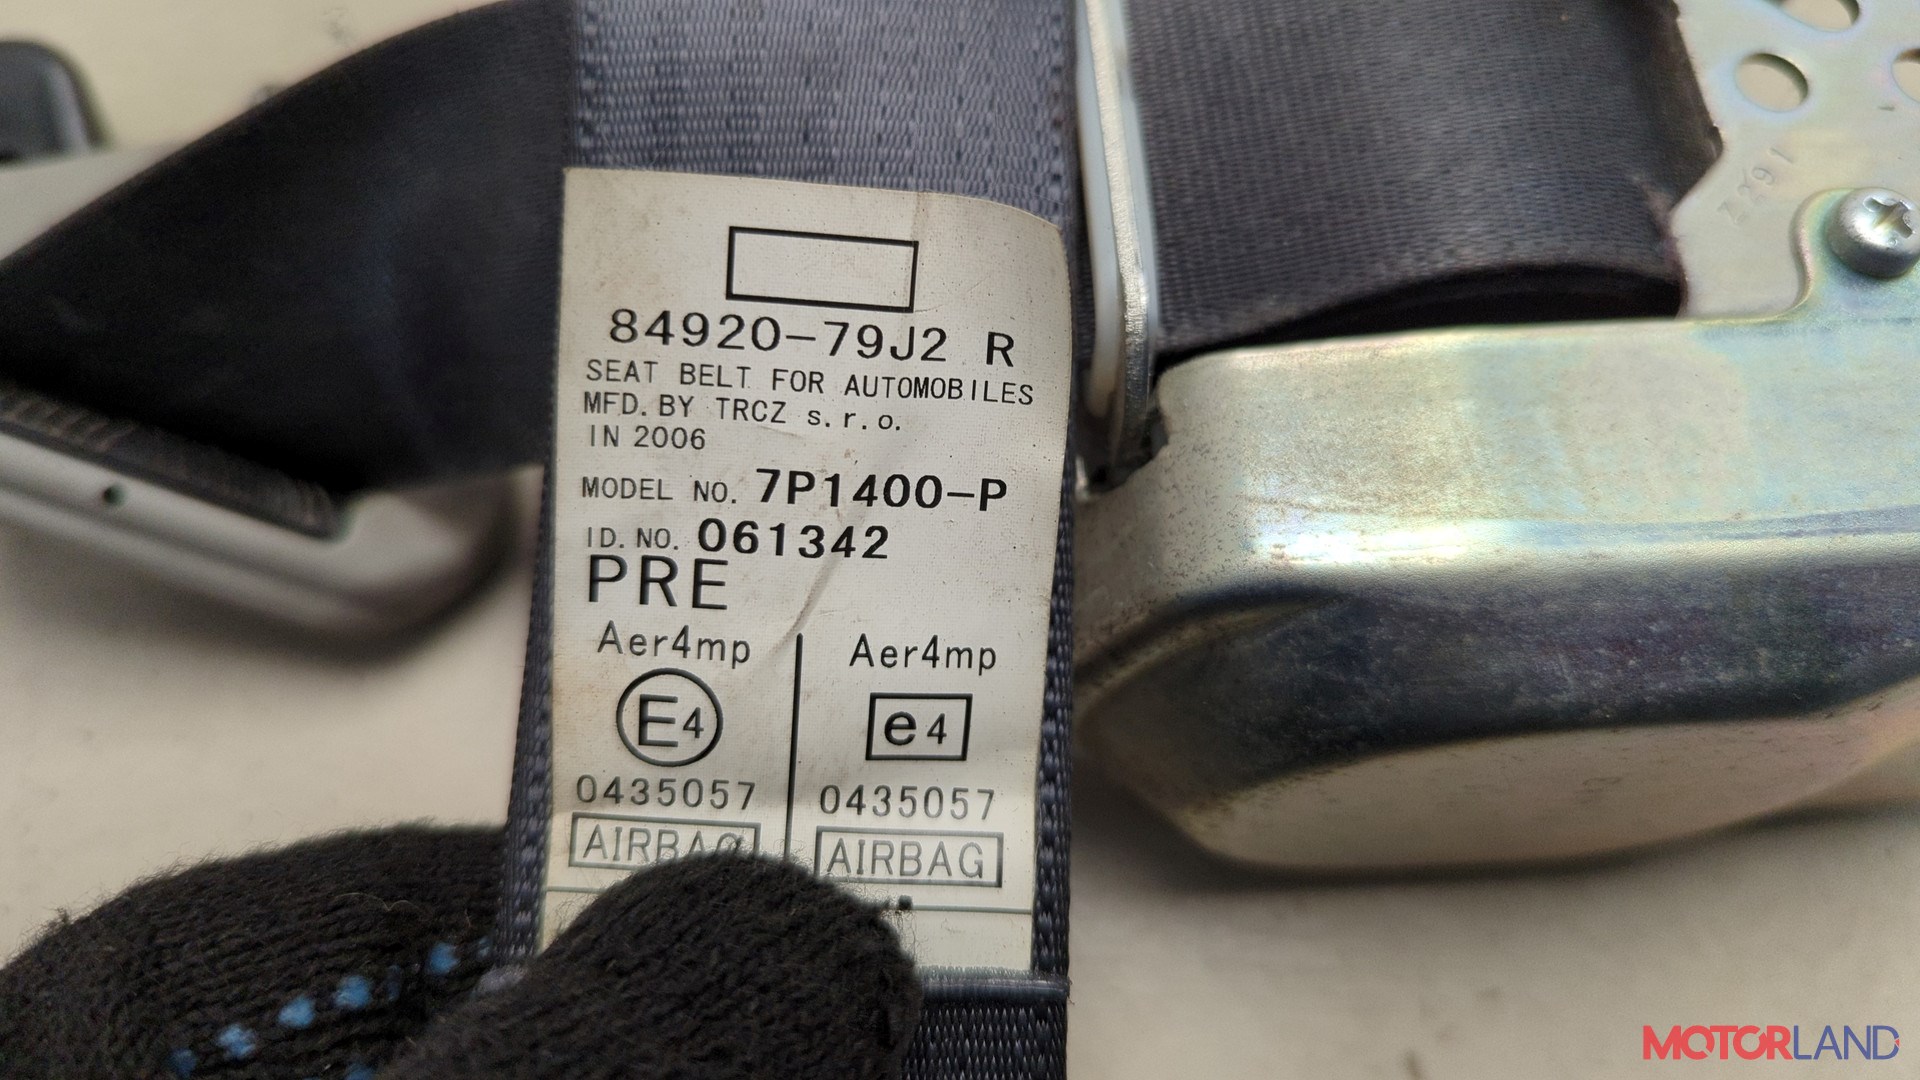 84920-79J2 R
SEAT BELT FOR AUTOMOBILES
MFD. BY TRCZ s.r.o.
IN 2006
MODEL NO. 7P1400-P
ID. NO. 061342
PRE
Aer4mp Aer4mp
E4 e4
0435057 0435057
AIRBAG AIRBAG
MOTORLAND